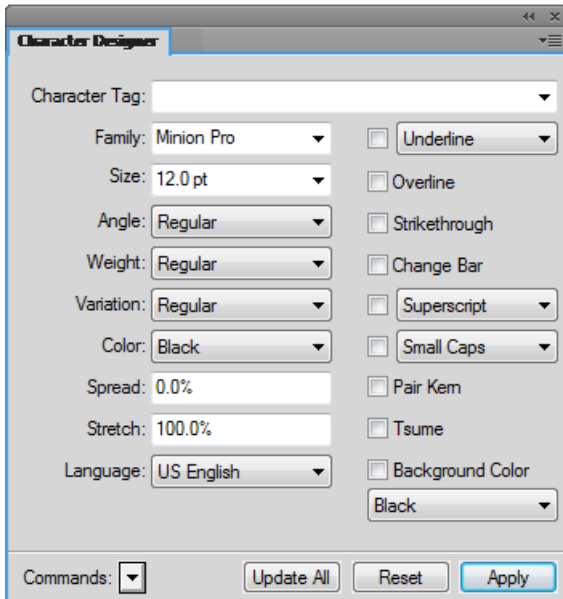 Character Designer
Character Tag:
Family: Minion Pro
Underline
Size: 12.0 pt
Overline
Angle: Regular
Strikethrough
Weight: Regular
Change Bar
Variation: Regular
Superscript
Color: Black
Small Caps
Spread: 0.0%
Pair Kern
Stretch: 100.0%
Tsume
Language: US English
Background Color
Black
Commands:
Update All
Reset
Apply